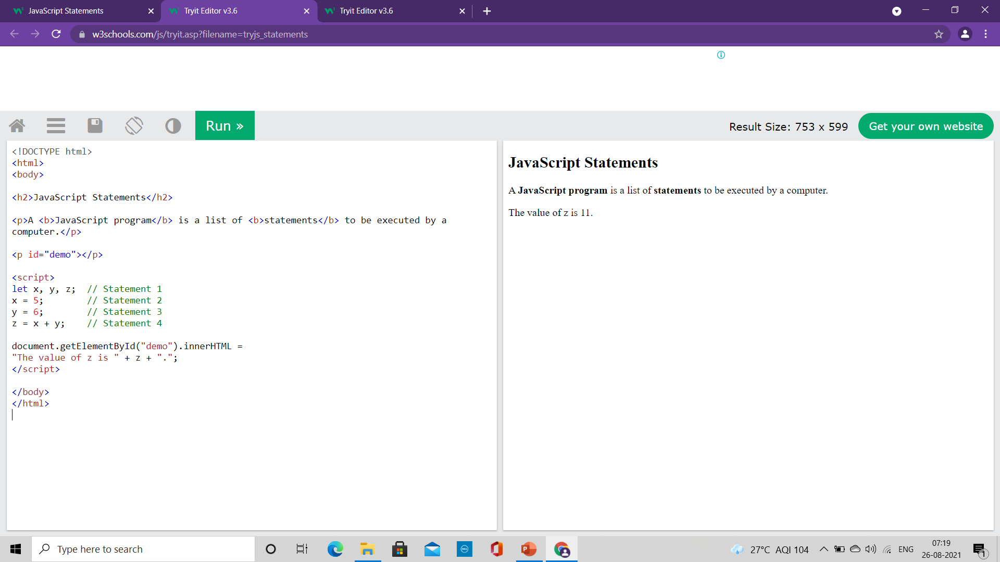 JavaScript Statements
Tryit Editor v3.6
Tryit Editor v3.6
w3schools.com/js/tryit.asp?filename=tryjs_statements
Run »
Result Size: 753 x 599
Get your own website
<!DOCTYPE html>
<html>
<body>
<h2>JavaScript Statements</h2>
<p>A <b>JavaScript program</b> is a list of <b>statements</b> to be executed by a
computer.</p>
<p id="demo"></p>
<script>
let x, y, z;  // Statement 1
x = 5;        // Statement 2
y = 6;        // Statement 3
z = x + y;    // Statement 4
document.getElementById("demo").innerHTML =
"The value of z is " + z + ".";
</script>
</body>
</html>
JavaScript Statements
A JavaScript program is a list of statements to be executed by a computer.
The value of z is 11.
Type here to search
27°C AQI 104
ENG
07:19
26-08-2021
1